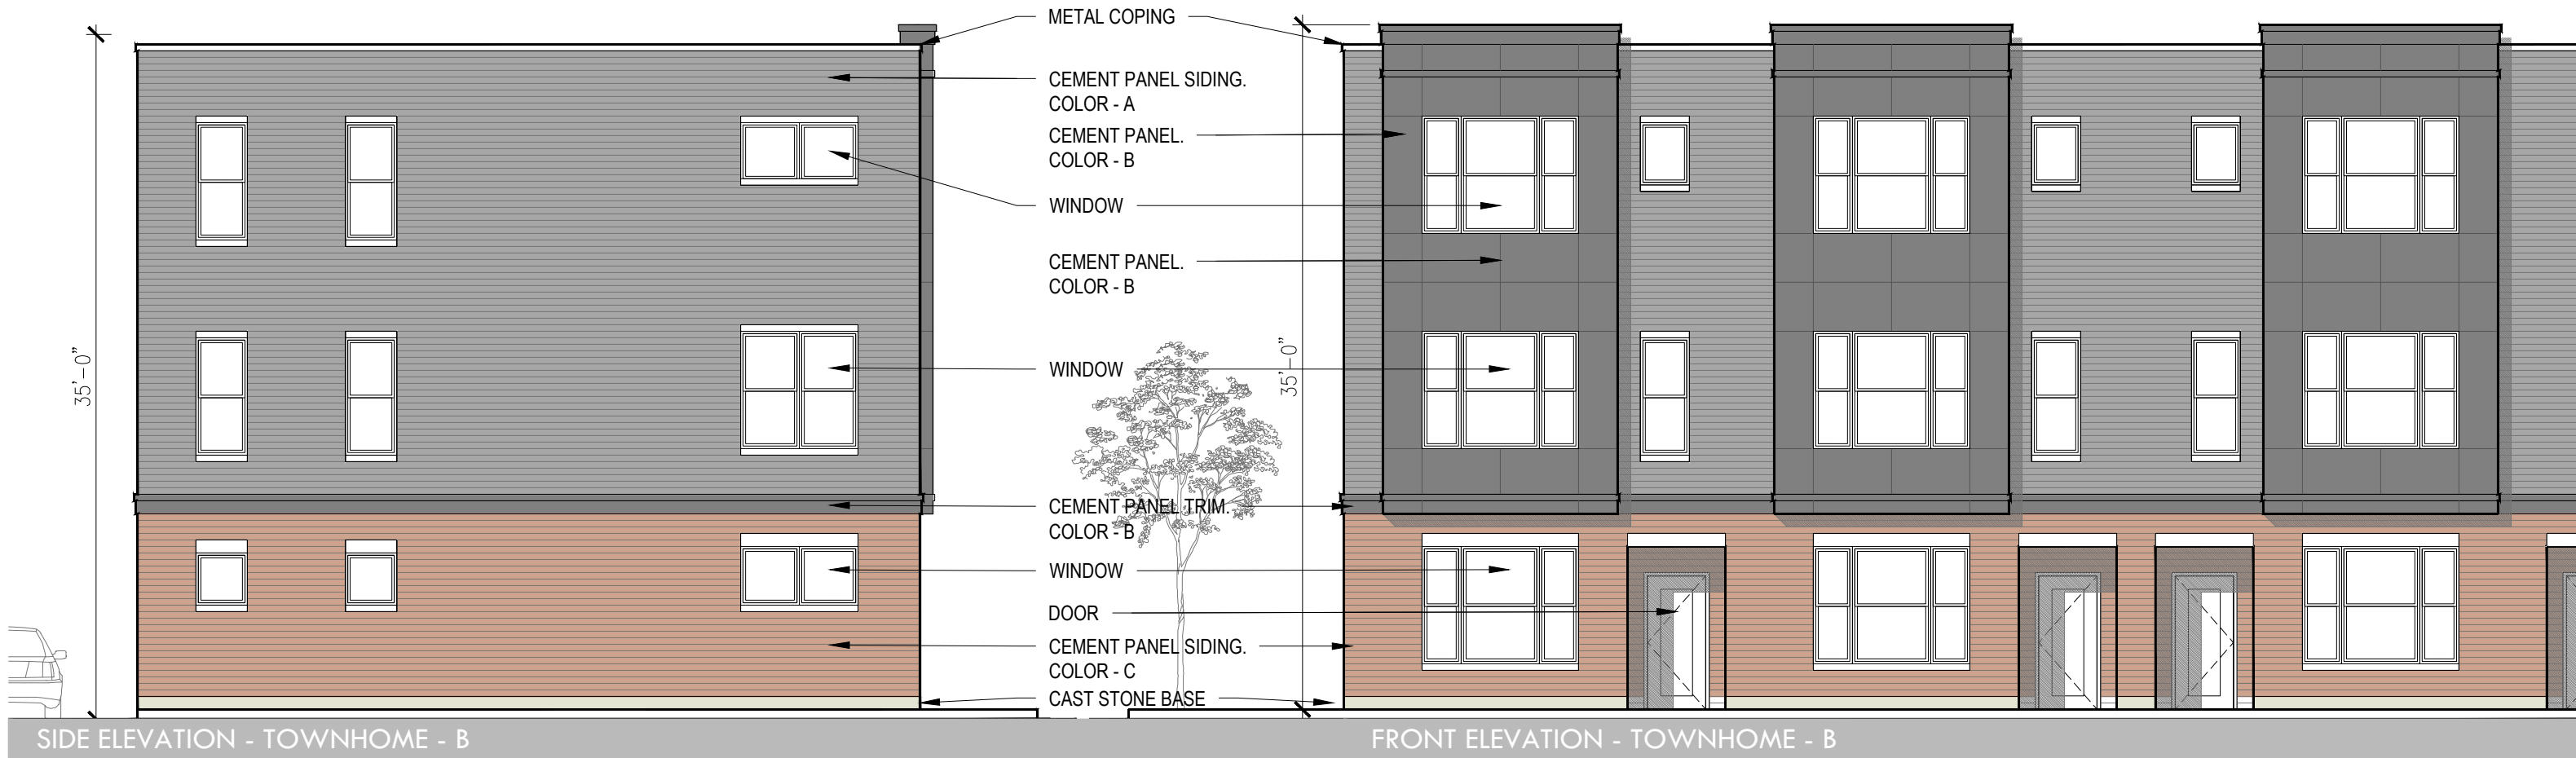 METAL COPING
CEMENT PANEL SIDING.
COLOR - A
CEMENT PANEL.
COLOR - B
WINDOW
CEMENT PANEL.
COLOR - B
35'-0"
35'-0"
WINDOW
CEMENT PANEL TRIM.
COLOR - B
WINDOW
DOOR
CEMENT PANEL SIDING.
COLOR - C
CAST STONE BASE
SIDE ELEVATION - TOWNHOME - B
FRONT ELEVATION - TOWNHOME - B